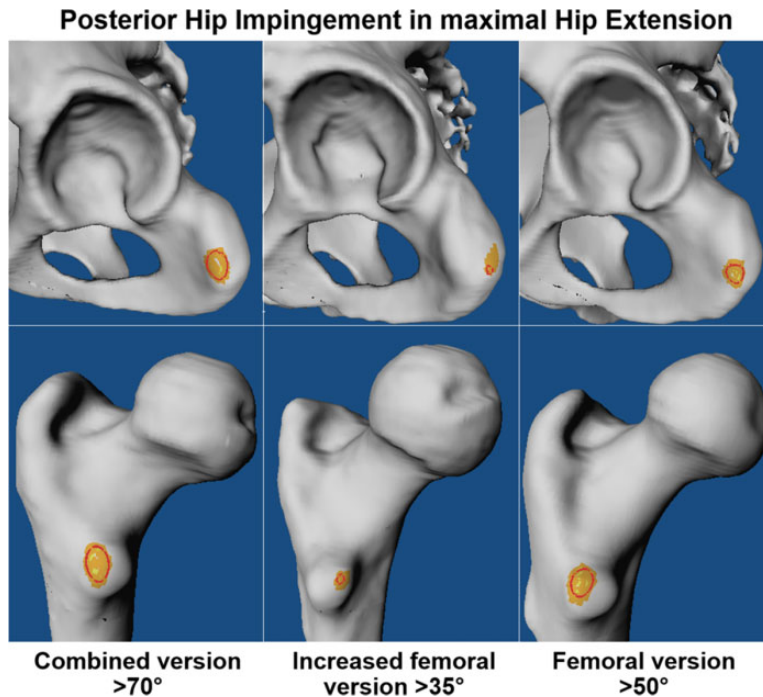 Posterior Hip Impingement in maximal Hip Extension
Combined version
>70°
Increased femoral
version >35°
Femoral version
>50°